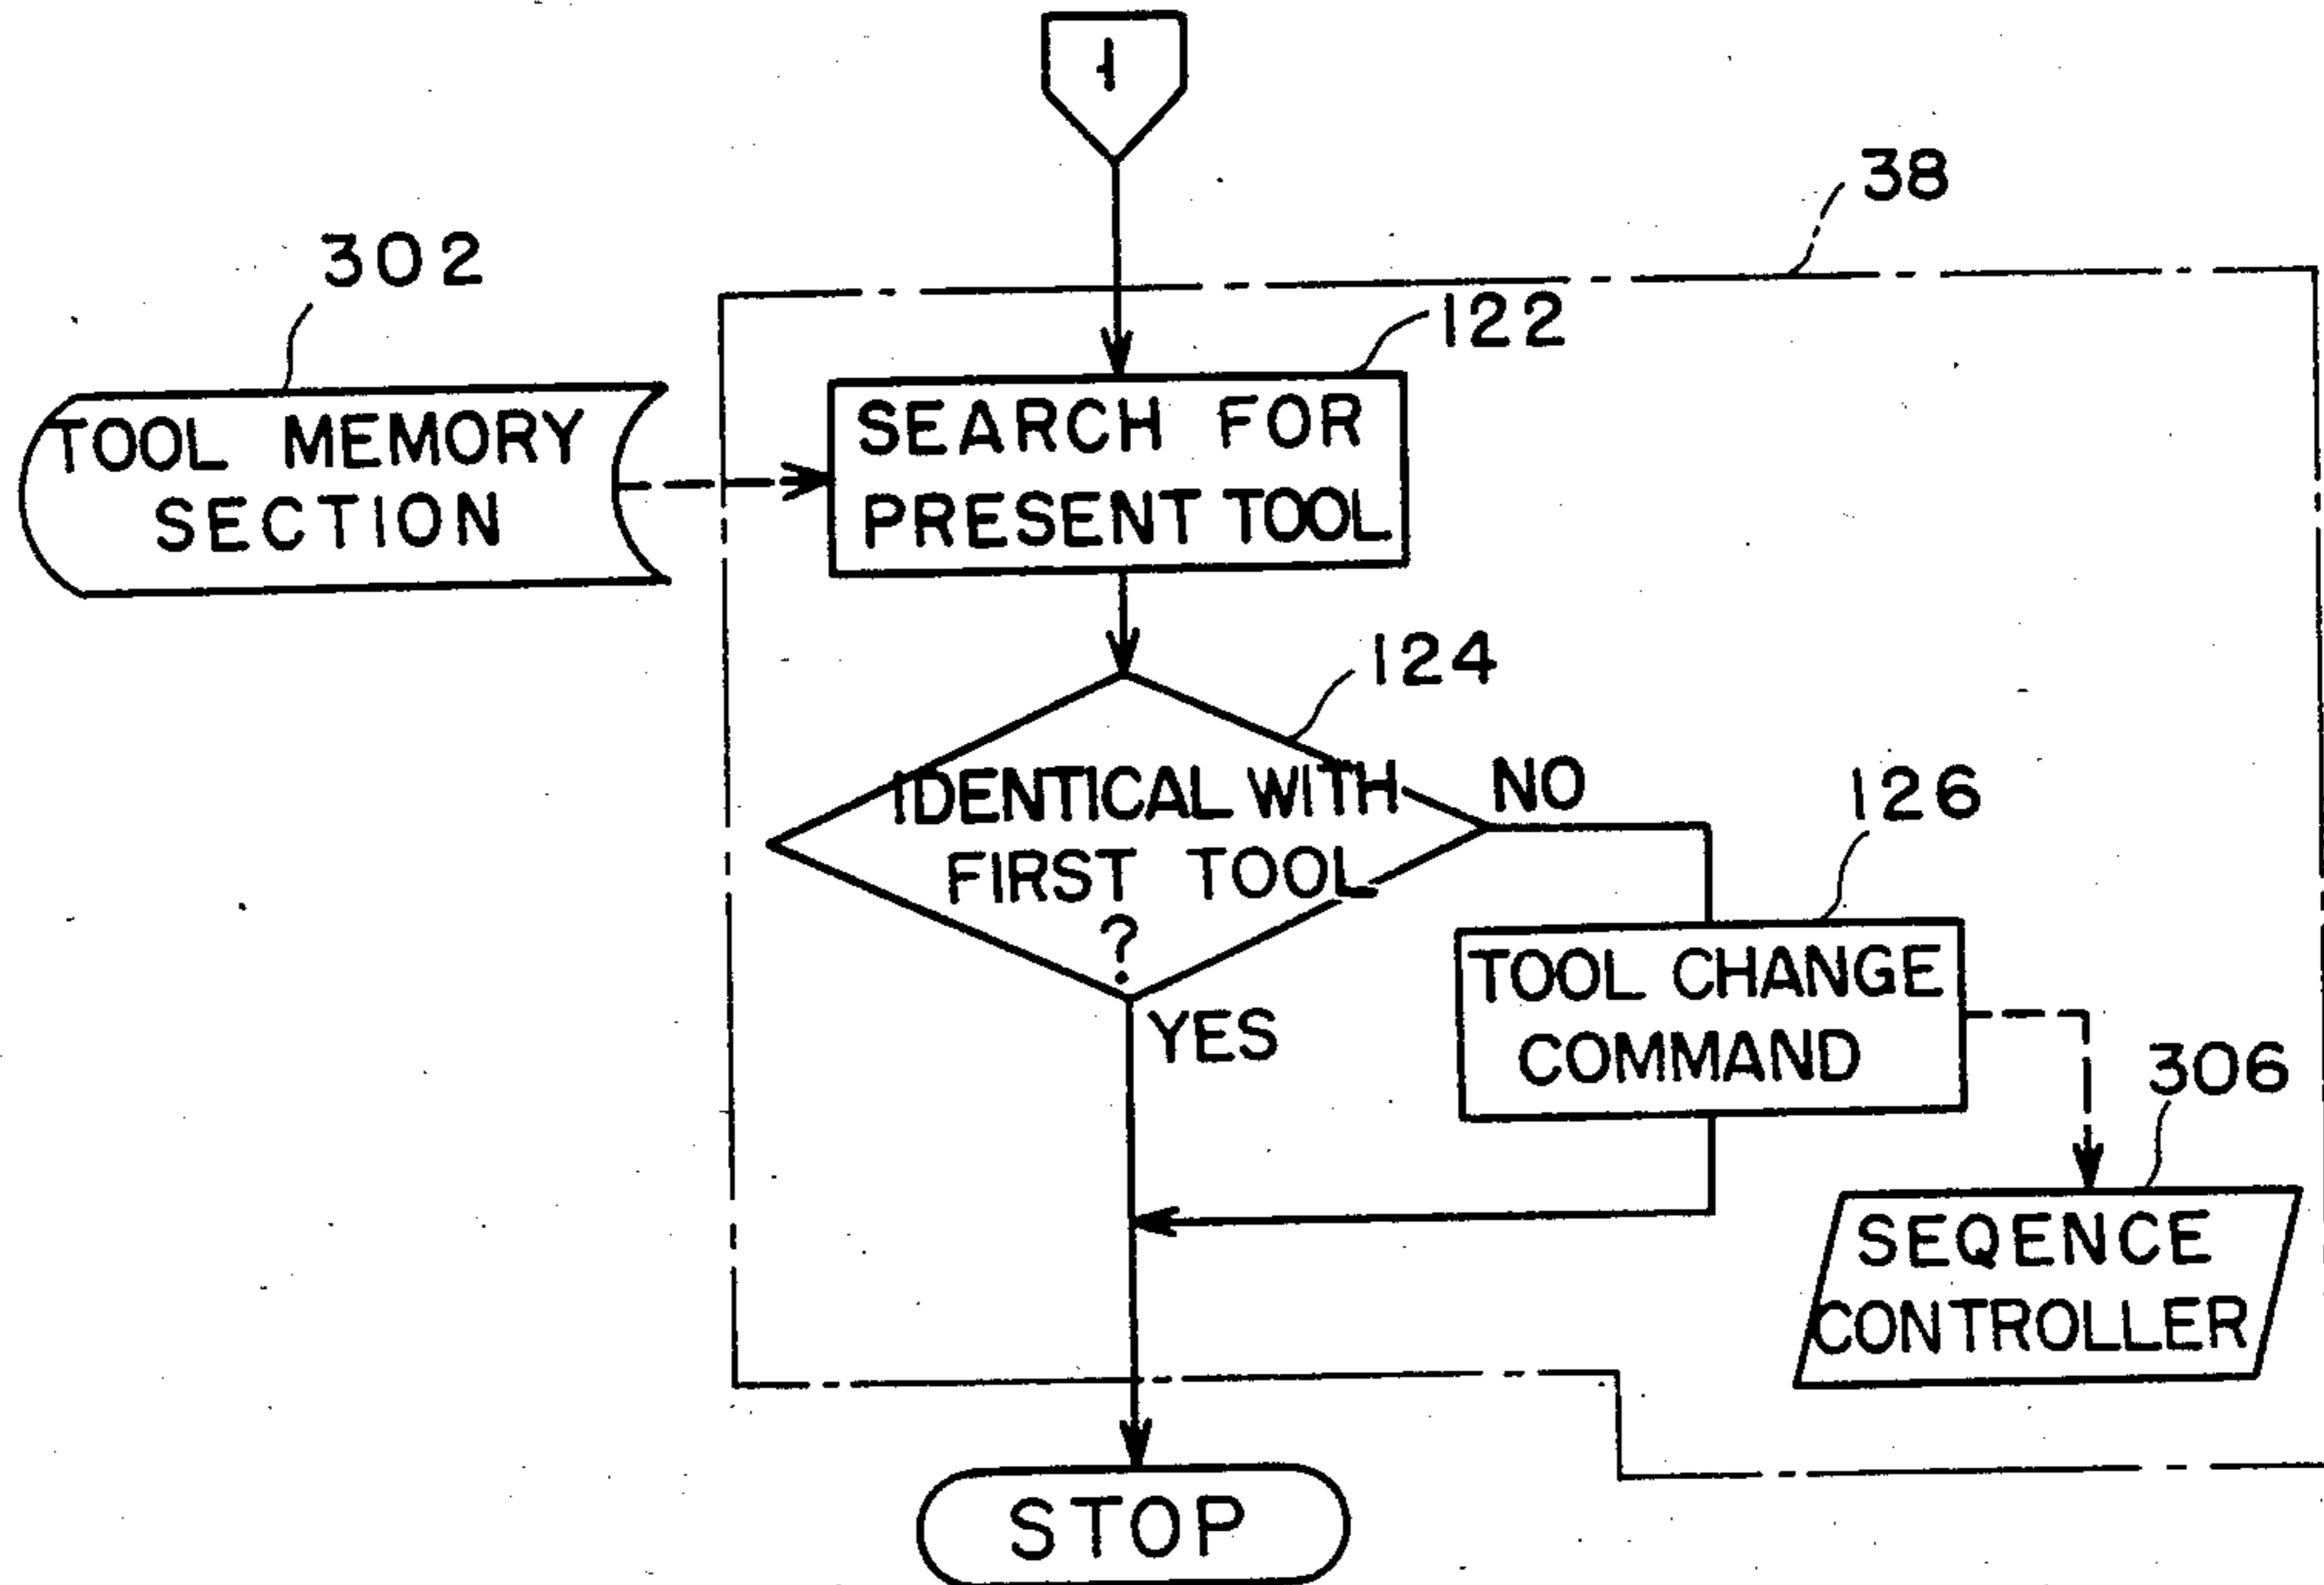 1
38
302
122
TOOL MEMORY
SECTION
SEARCH FOR
PRESENT TOOL
124
IDENTICAL WITH
FIRST TOOL
?
NO
126
YES
TOOL CHANGE
COMMAND
306
SEQENCE
CONTROLLER
STOP